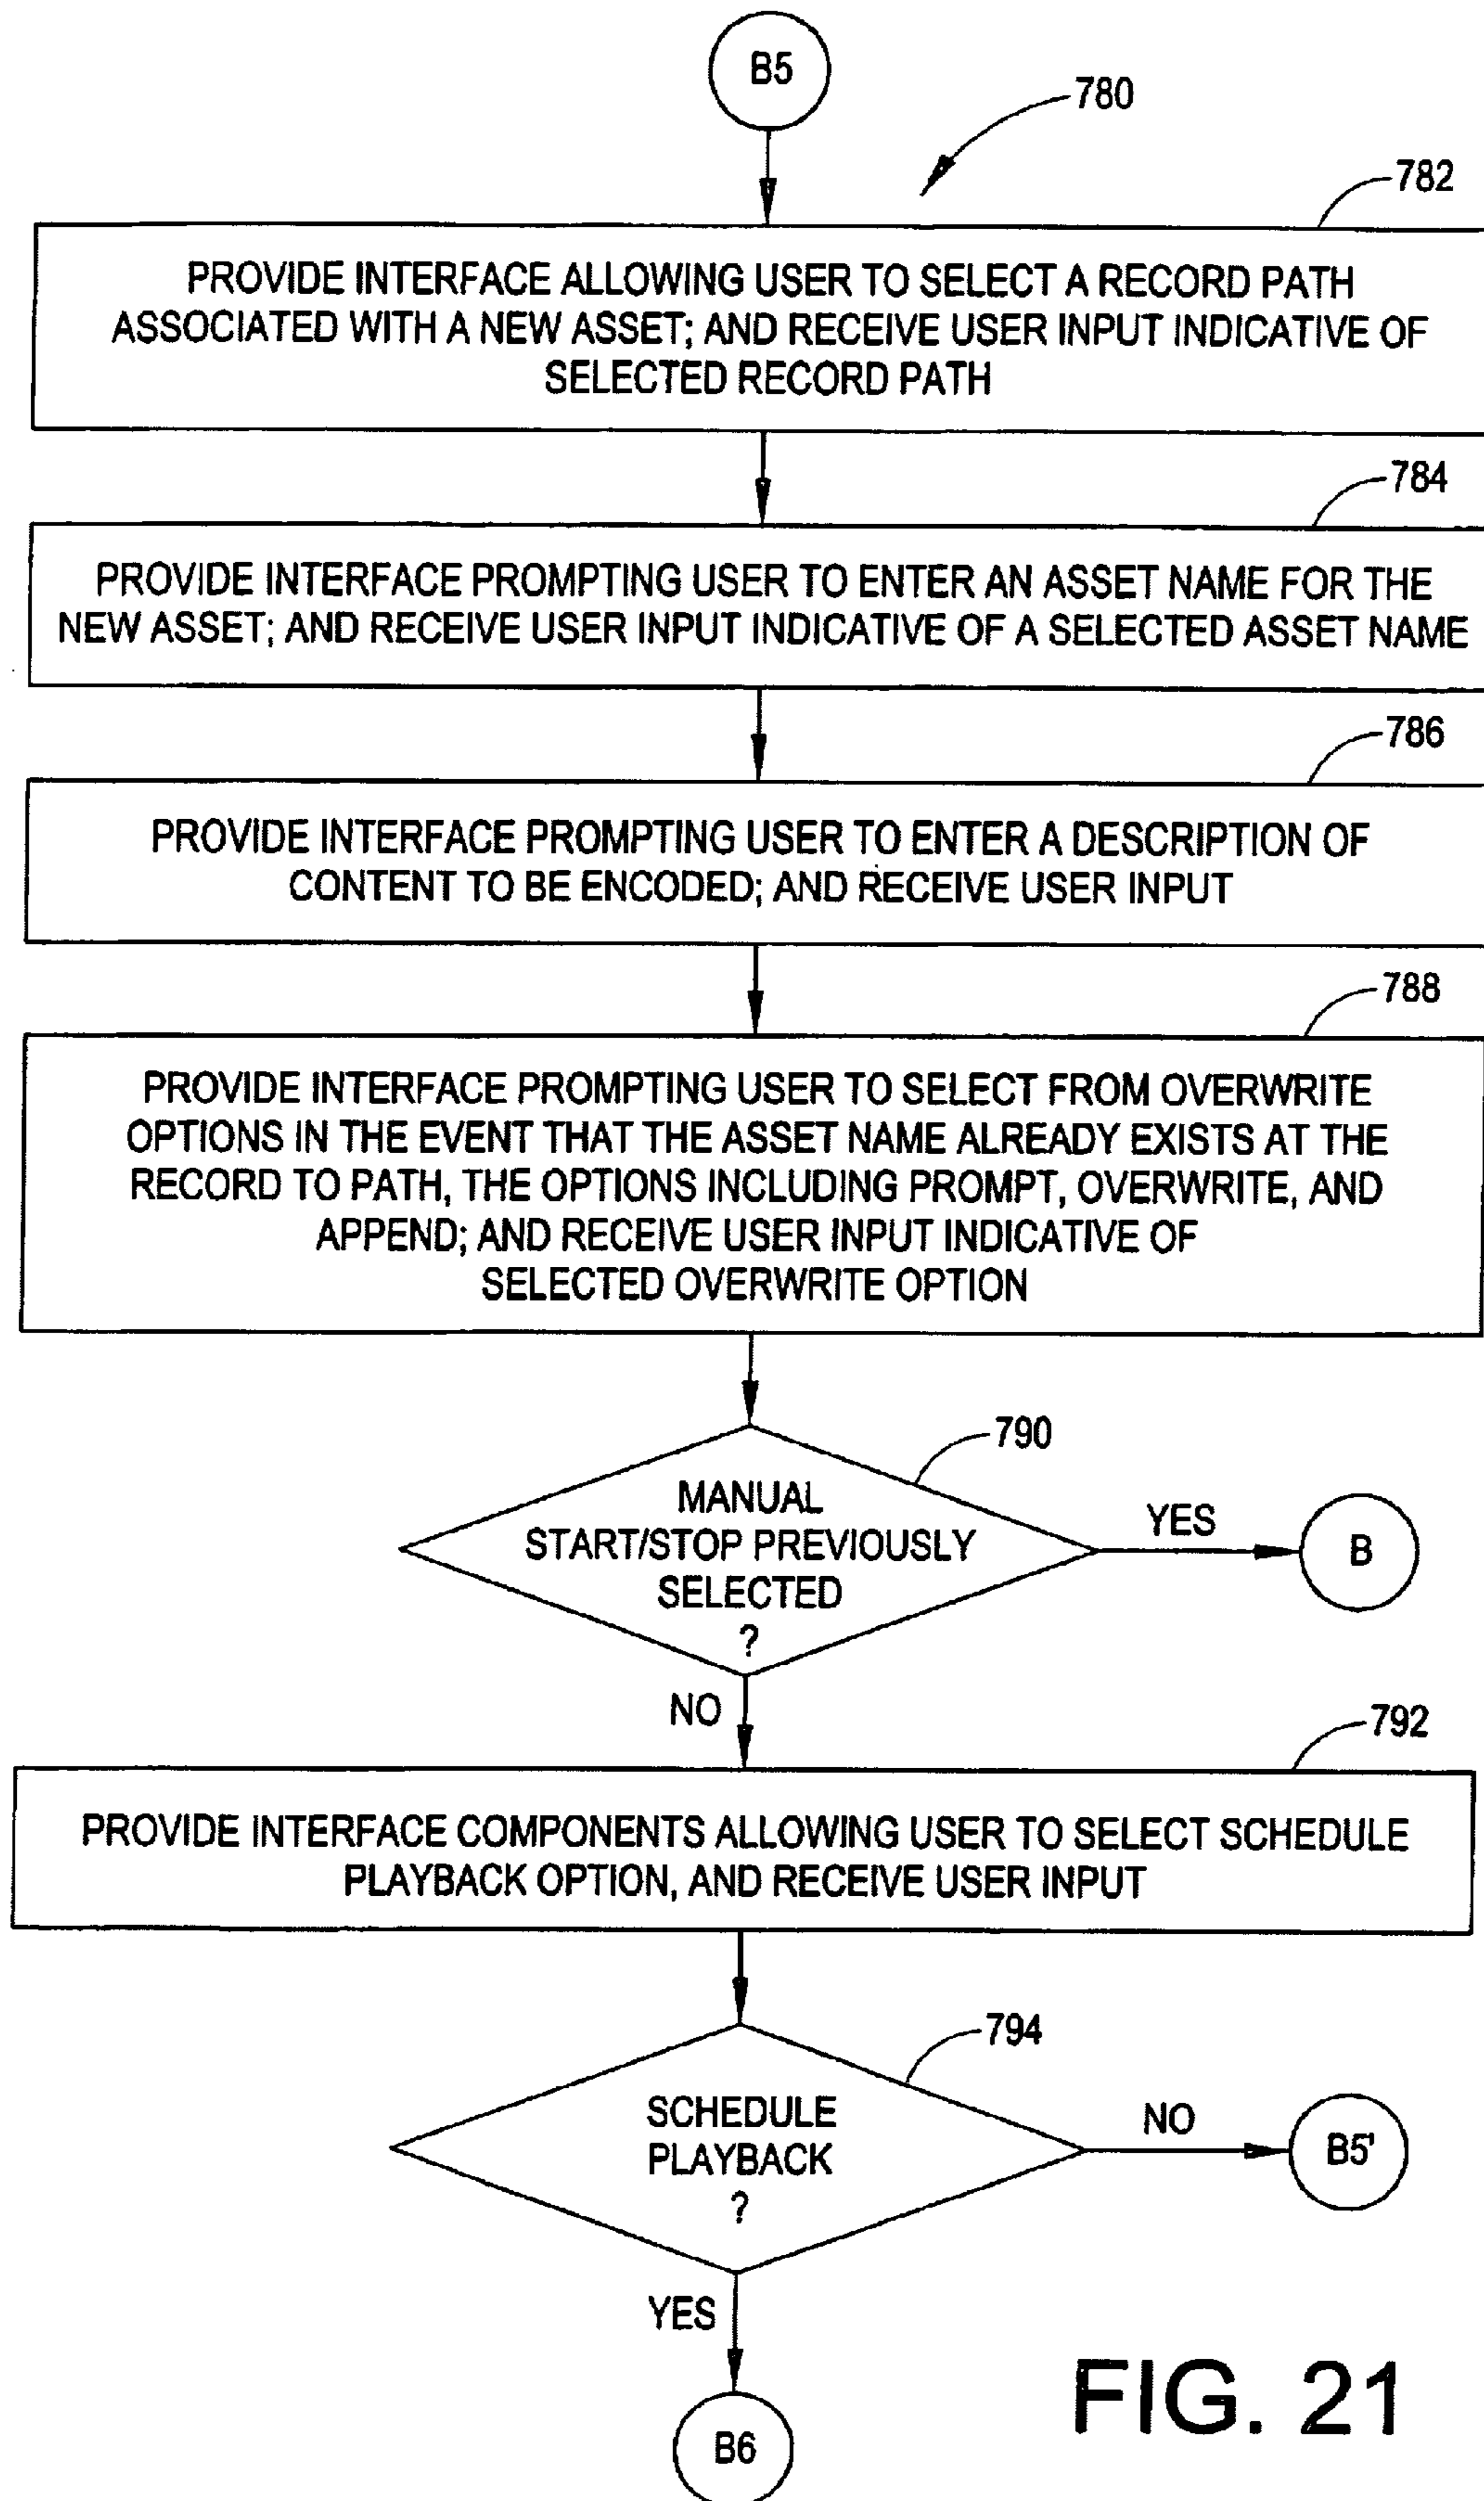 B5
780
782
PROVIDE INTERFACE ALLOWING USER TO SELECT A RECORD PATH
ASSOCIATED WITH A NEW ASSET; AND RECEIVE USER INPUT INDICATIVE OF
SELECTED RECORD PATH
784
PROVIDE INTERFACE PROMPTING USER TO ENTER AN ASSET NAME FOR THE
NEW ASSET; AND RECEIVE USER INPUT INDICATIVE OF A SELECTED ASSET NAME
786
PROVIDE INTERFACE PROMPTING USER TO ENTER A DESCRIPTION OF
CONTENT TO BE ENCODED; AND RECEIVE USER INPUT
788
PROVIDE INTERFACE PROMPTING USER TO SELECT FROM OVERWRITE
OPTIONS IN THE EVENT THAT THE ASSET NAME ALREADY EXISTS AT THE
RECORD TO PATH, THE OPTIONS INCLUDING PROMPT, OVERWRITE, AND
APPEND; AND RECEIVE USER INPUT INDICATIVE OF
SELECTED OVERWRITE OPTION
790
MANUAL
START/STOP PREVIOUSLY
SELECTED
?
YES
B
NO
792
PROVIDE INTERFACE COMPONENTS ALLOWING USER TO SELECT SCHEDULE
PLAYBACK OPTION, AND RECEIVE USER INPUT
794
SCHEDULE
PLAYBACK
?
NO
B5'
YES
B6
FIG. 21